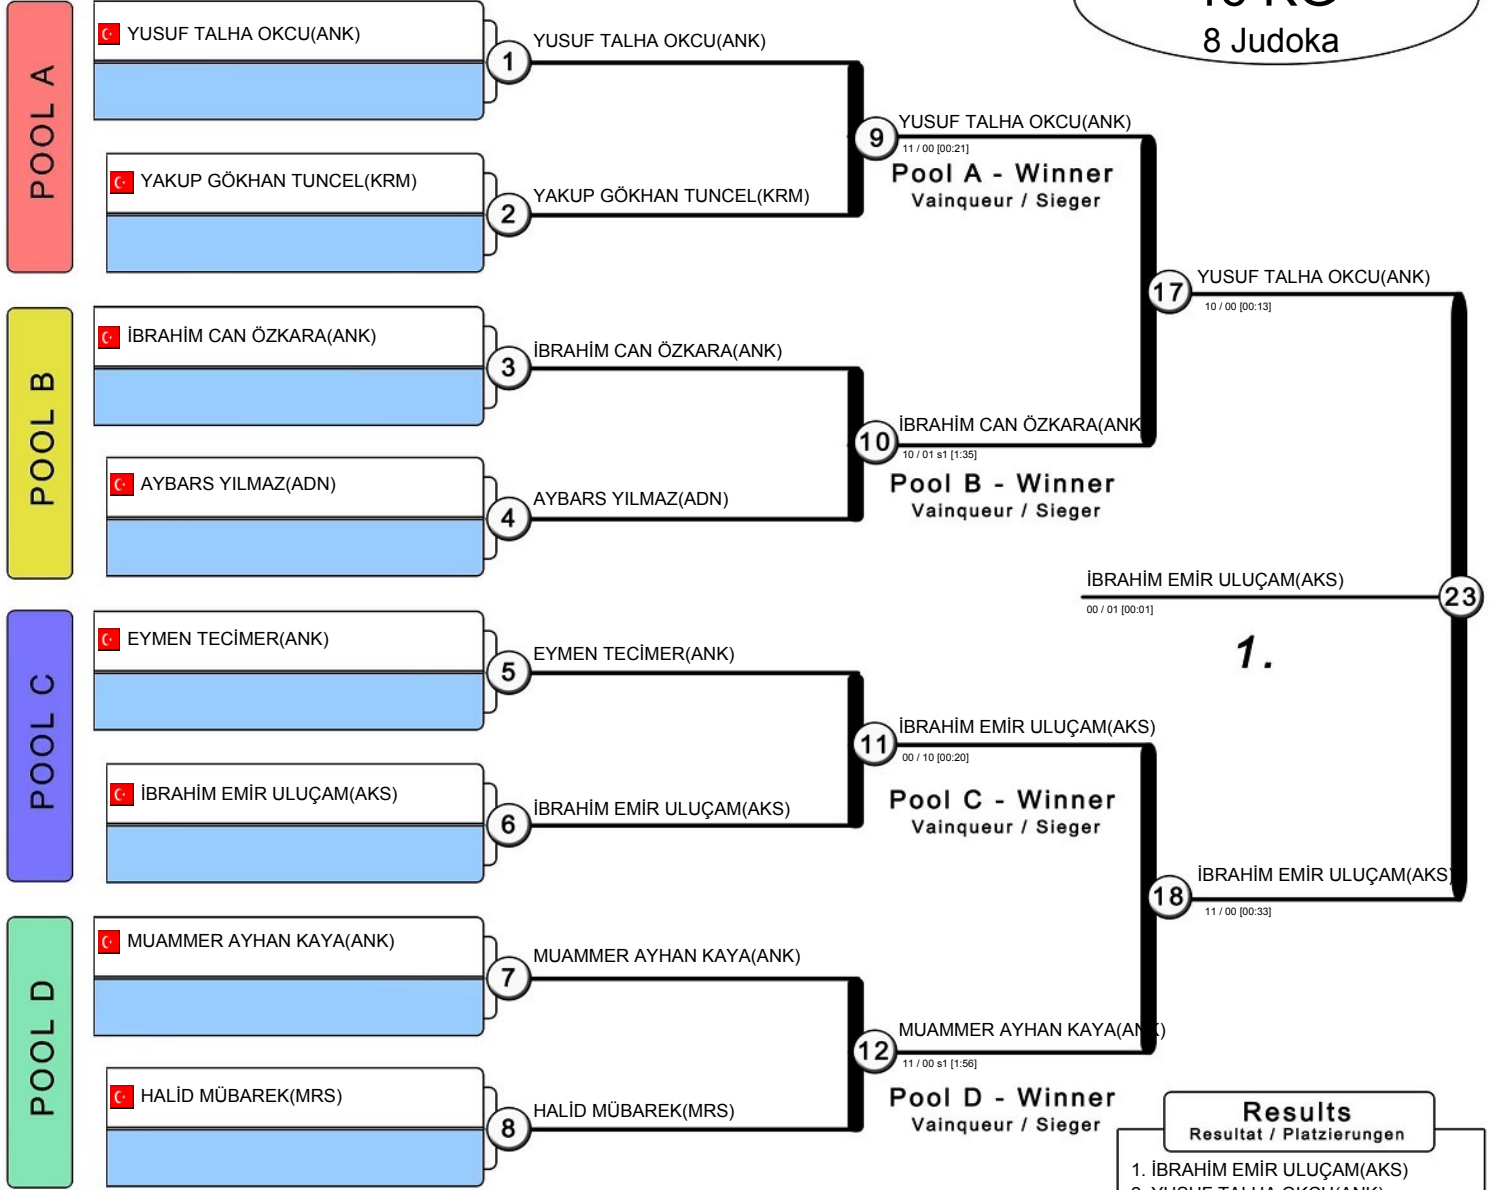 8 Judoka
POOL A
YUSUF TALHA OKCU(ANK)
1
YUSUF TALHA OKCU(ANK)
YAKUP GÖKHAN TUNCEL(KRM)
2
YAKUP GÖKHAN TUNCEL(KRM)
9
YUSUF TALHA OKCU(ANK)
11 / 00 [00:21]
Pool A - Winner
Vainqueur / Sieger
POOL B
İBRAHİM CAN ÖZKARA(ANK)
3
İBRAHİM CAN ÖZKARA(ANK)
AYBARS YILMAZ(ADN)
4
AYBARS YILMAZ(ADN)
10
İBRAHİM CAN ÖZKARA(ANK
10 / 01 s1 [1:35]
Pool B - Winner
Vainqueur / Sieger
17
YUSUF TALHA OKCU(ANK)
10 / 00 [00:13]
POOL C
EYMEN TECİMER(ANK)
5
EYMEN TECİMER(ANK)
İBRAHİM EMİR ULUÇAM(AKS)
6
İBRAHİM EMİR ULUÇAM(AKS)
11
İBRAHİM EMİR ULUÇAM(AKS)
00 / 10 [00:20]
Pool C - Winner
Vainqueur / Sieger
POOL D
MUAMMER AYHAN KAYA(ANK)
7
MUAMMER AYHAN KAYA(ANK)
HALİD MÜBAREK(MRS)
8
HALİD MÜBAREK(MRS)
12
MUAMMER AYHAN KAYA(ANK)
11 / 00 s1 [1:56]
Pool D - Winner
Vainqueur / Sieger
18
İBRAHİM EMİR ULUÇAM(AKS)
11 / 00 [00:33]
İBRAHİM EMİR ULUÇAM(AKS)
23
00 / 01 [00:01]
1.
Results
Resultat / Platzierungen
1. İBRAHİM EMİR ULUÇAM(AKS)
2. YUSUF TALHA OKCU(ANK)